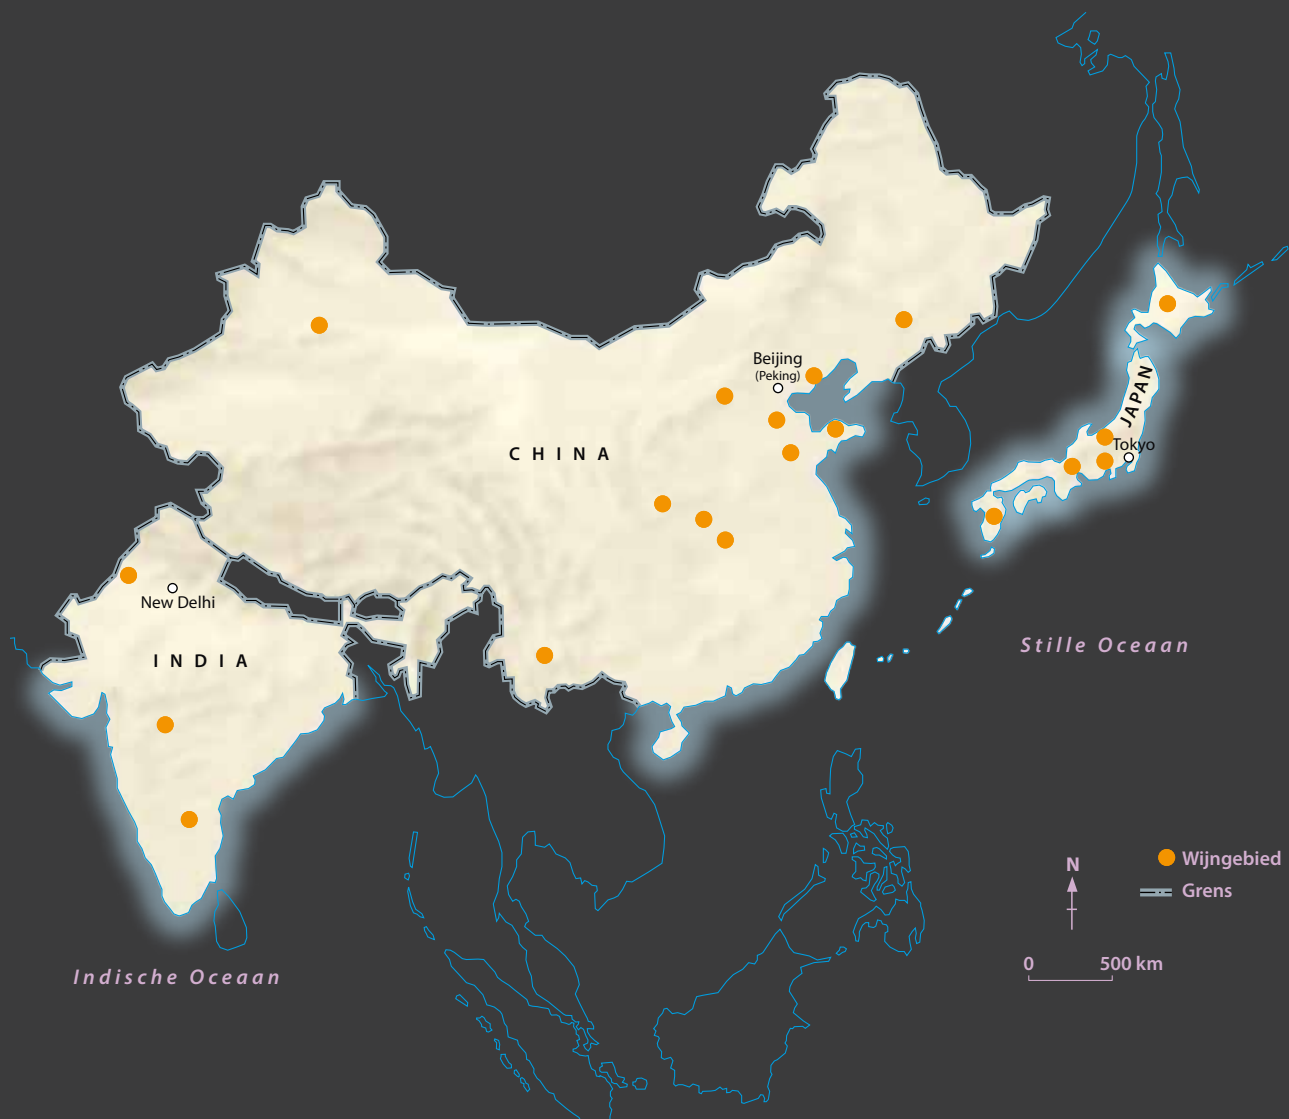 Beijing
(Peking)
JAPAN
Tokyo
CHINA
New Delhi
INDIA
Stille Oceaan
Wijngebied
N
Grens
0 500 km
Indische Oceaan